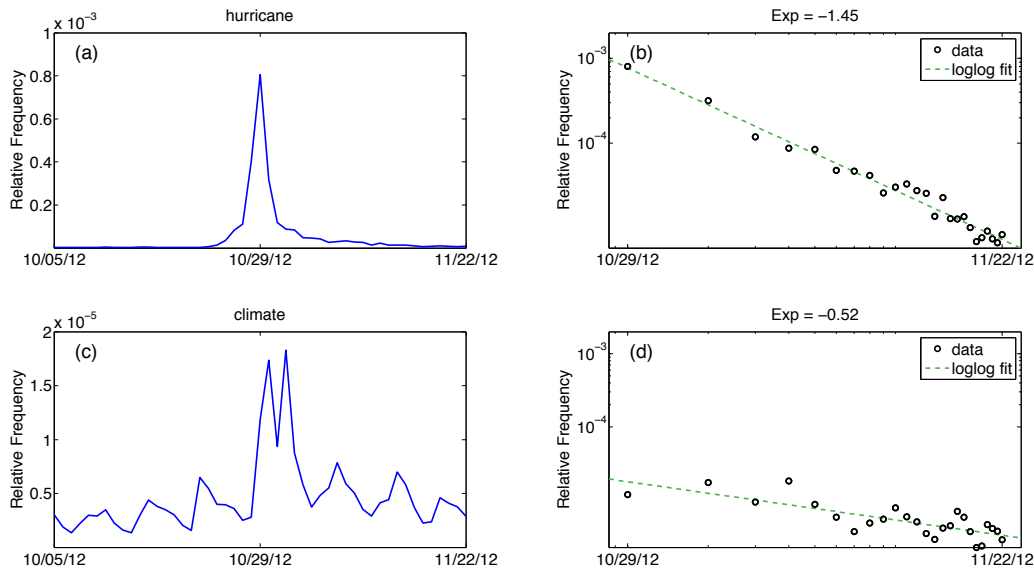 hurricane
1 x 10⁻³
(a)
0.8
0.6
0.4
0.2
Relative Frequency
10/05/12 10/29/12 11/22/12
Exp = −1.45
(b)
data
loglog fit
10⁻³
10⁻⁴
Relative Frequency
10/29/12 11/22/12
climate
2 x 10⁻⁵
(c)
1.5
1
0.5
Relative Frequency
10/05/12 10/29/12 11/22/12
Exp = −0.52
(d)
data
loglog fit
10⁻³
10⁻⁴
Relative Frequency
10/29/12 11/22/12